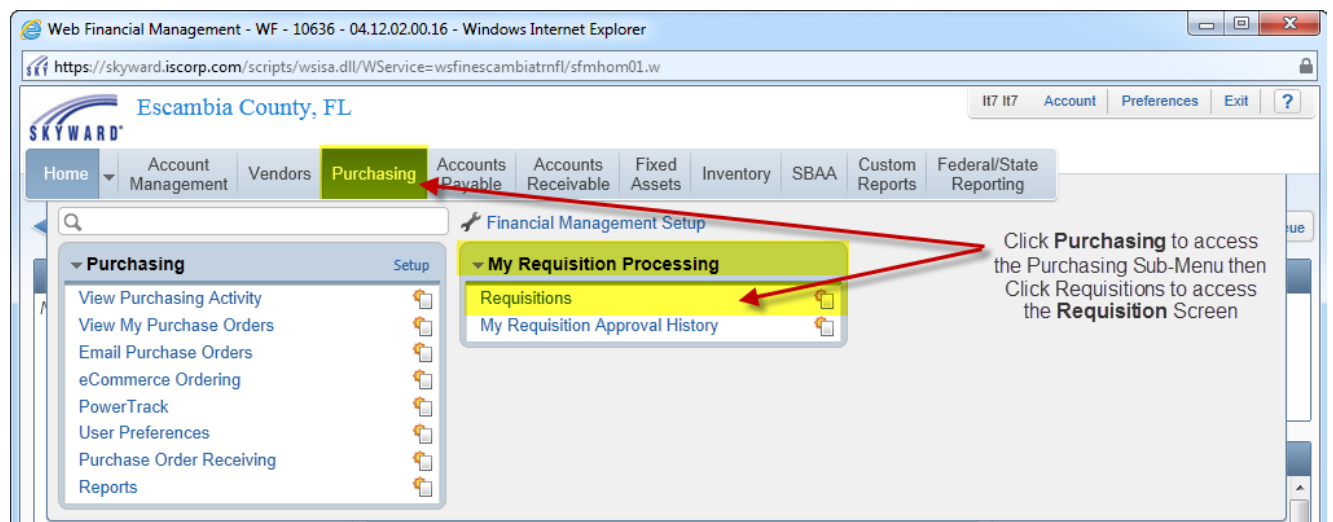 Web Financial Management - WF - 10636 - 04.12.02.00.16 - Windows Internet Explorer
https://skyward.iscorp.com/scripts/wsisa.dll/WService=wsfinescambiatrnfl/sfmhom01.w
SKYWARD
Escambia County, FL
It7 It7 Account Preferences Exit ?
Home Account Management Vendors Purchasing Accounts Payable Accounts Receivable Fixed Assets Inventory SBAA Custom Reports Federal/State Reporting
Financial Management Setup
ue
Purchasing Setup
View Purchasing Activity
View My Purchase Orders
Email Purchase Orders
eCommerce Ordering
PowerTrack
User Preferences
Purchase Order Receiving
Reports
My Requisition Processing
Requisitions
My Requisition Approval History
Click Purchasing to access
the Purchasing Sub-Menu then
Click Requisitions to access
the Requisition Screen